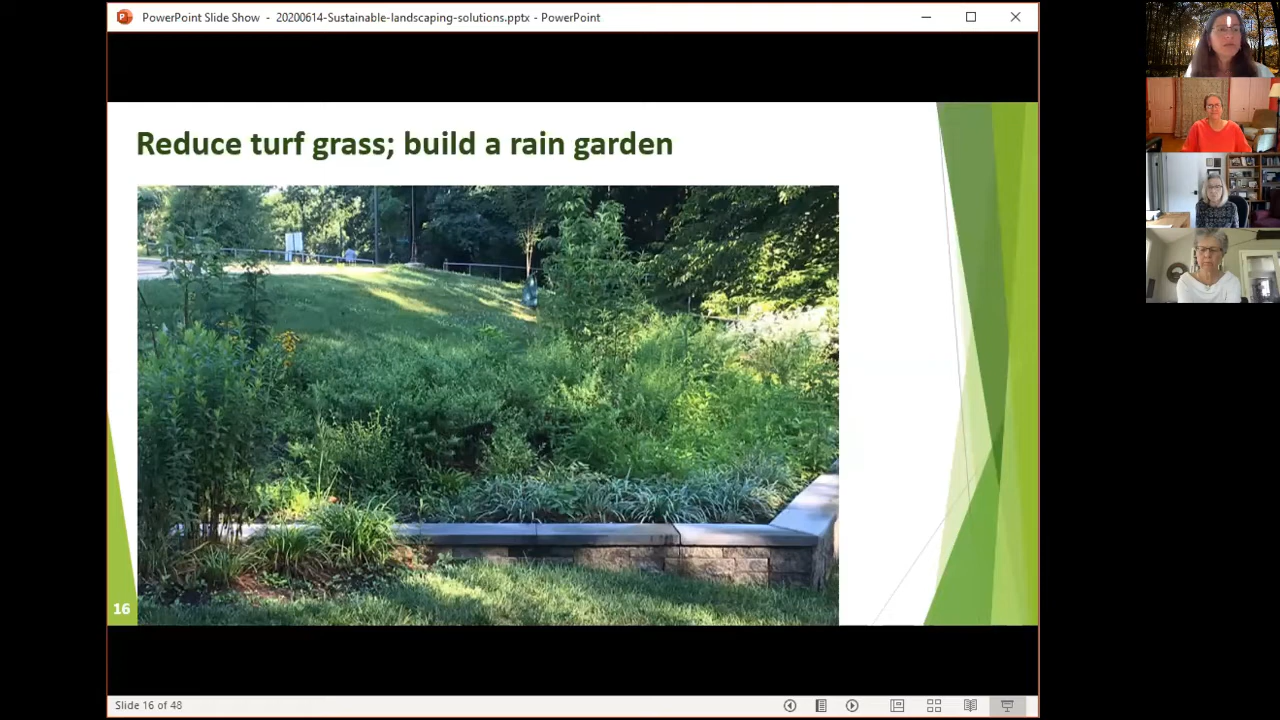 PowerPoint Slide Show - 20200614-Sustainable-landscaping-solutions.pptx - PowerPoint
Reduce turf grass; build a rain garden
16
Slide 16 of 48